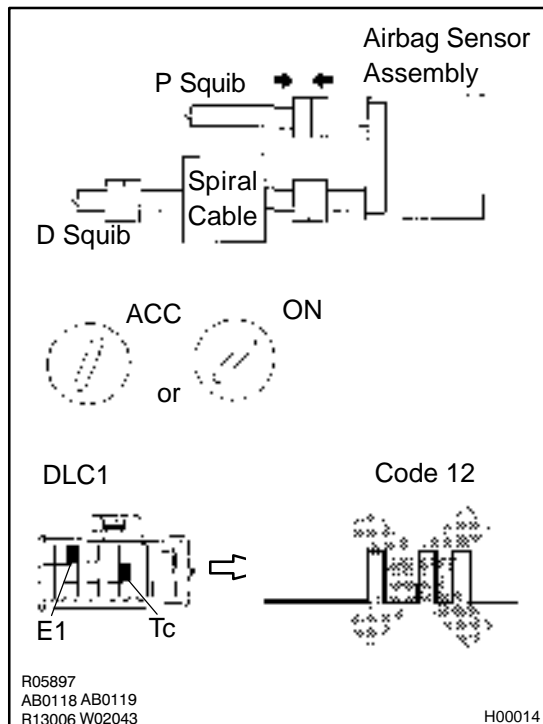 Airbag Sensor
Assembly
P Squib
Spiral
Cable
D Squib
ACC
ON
or
DLC1
Code 12
E1
Tc
R05897
AB0118 AB0119
R13006 W02043
H00014